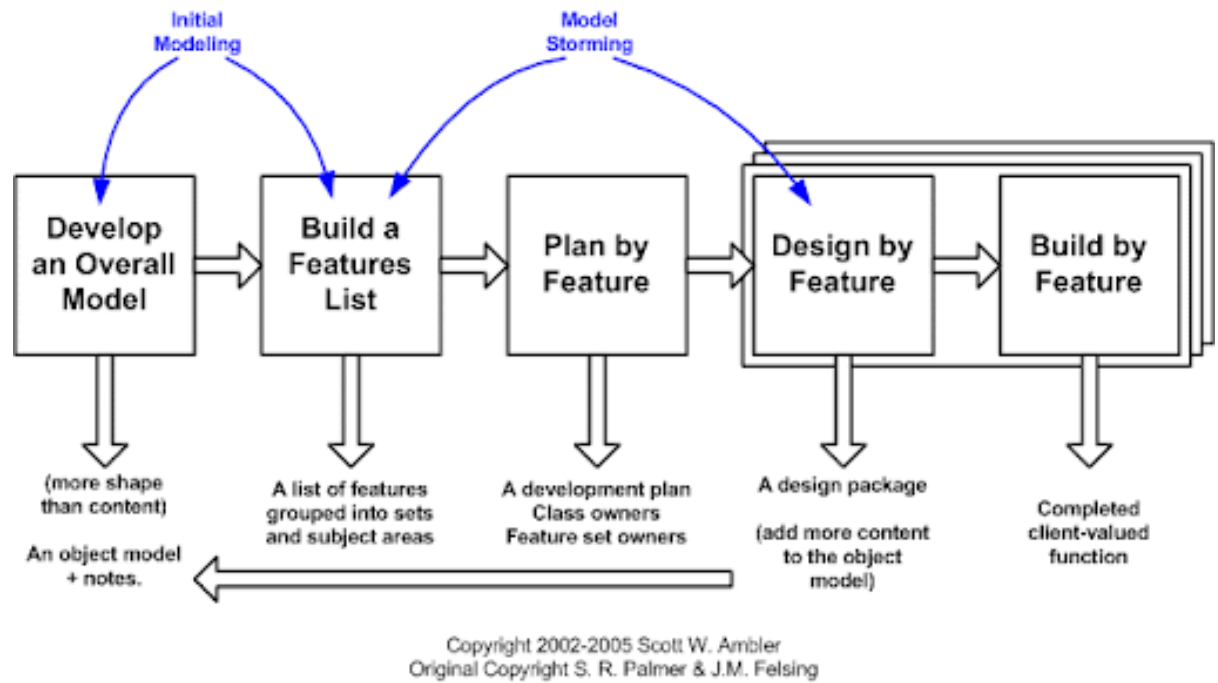 Initial
Modeling
Model
Storming
Develop
an Overall
Model
Build a
Features
List
Plan by
Feature
Design by
Feature
Build by
Feature
(more shape
than content)
An object model
+ notes.
A list of features
grouped into sets
and subject areas
A development plan
Class owners
Feature set owners
A design package
(add more content
to the object
model)
Completed
client-valued
function
Copyright 2002-2005 Scott W. Ambler
Original Copyright S. R. Palmer & J.M. Felsing